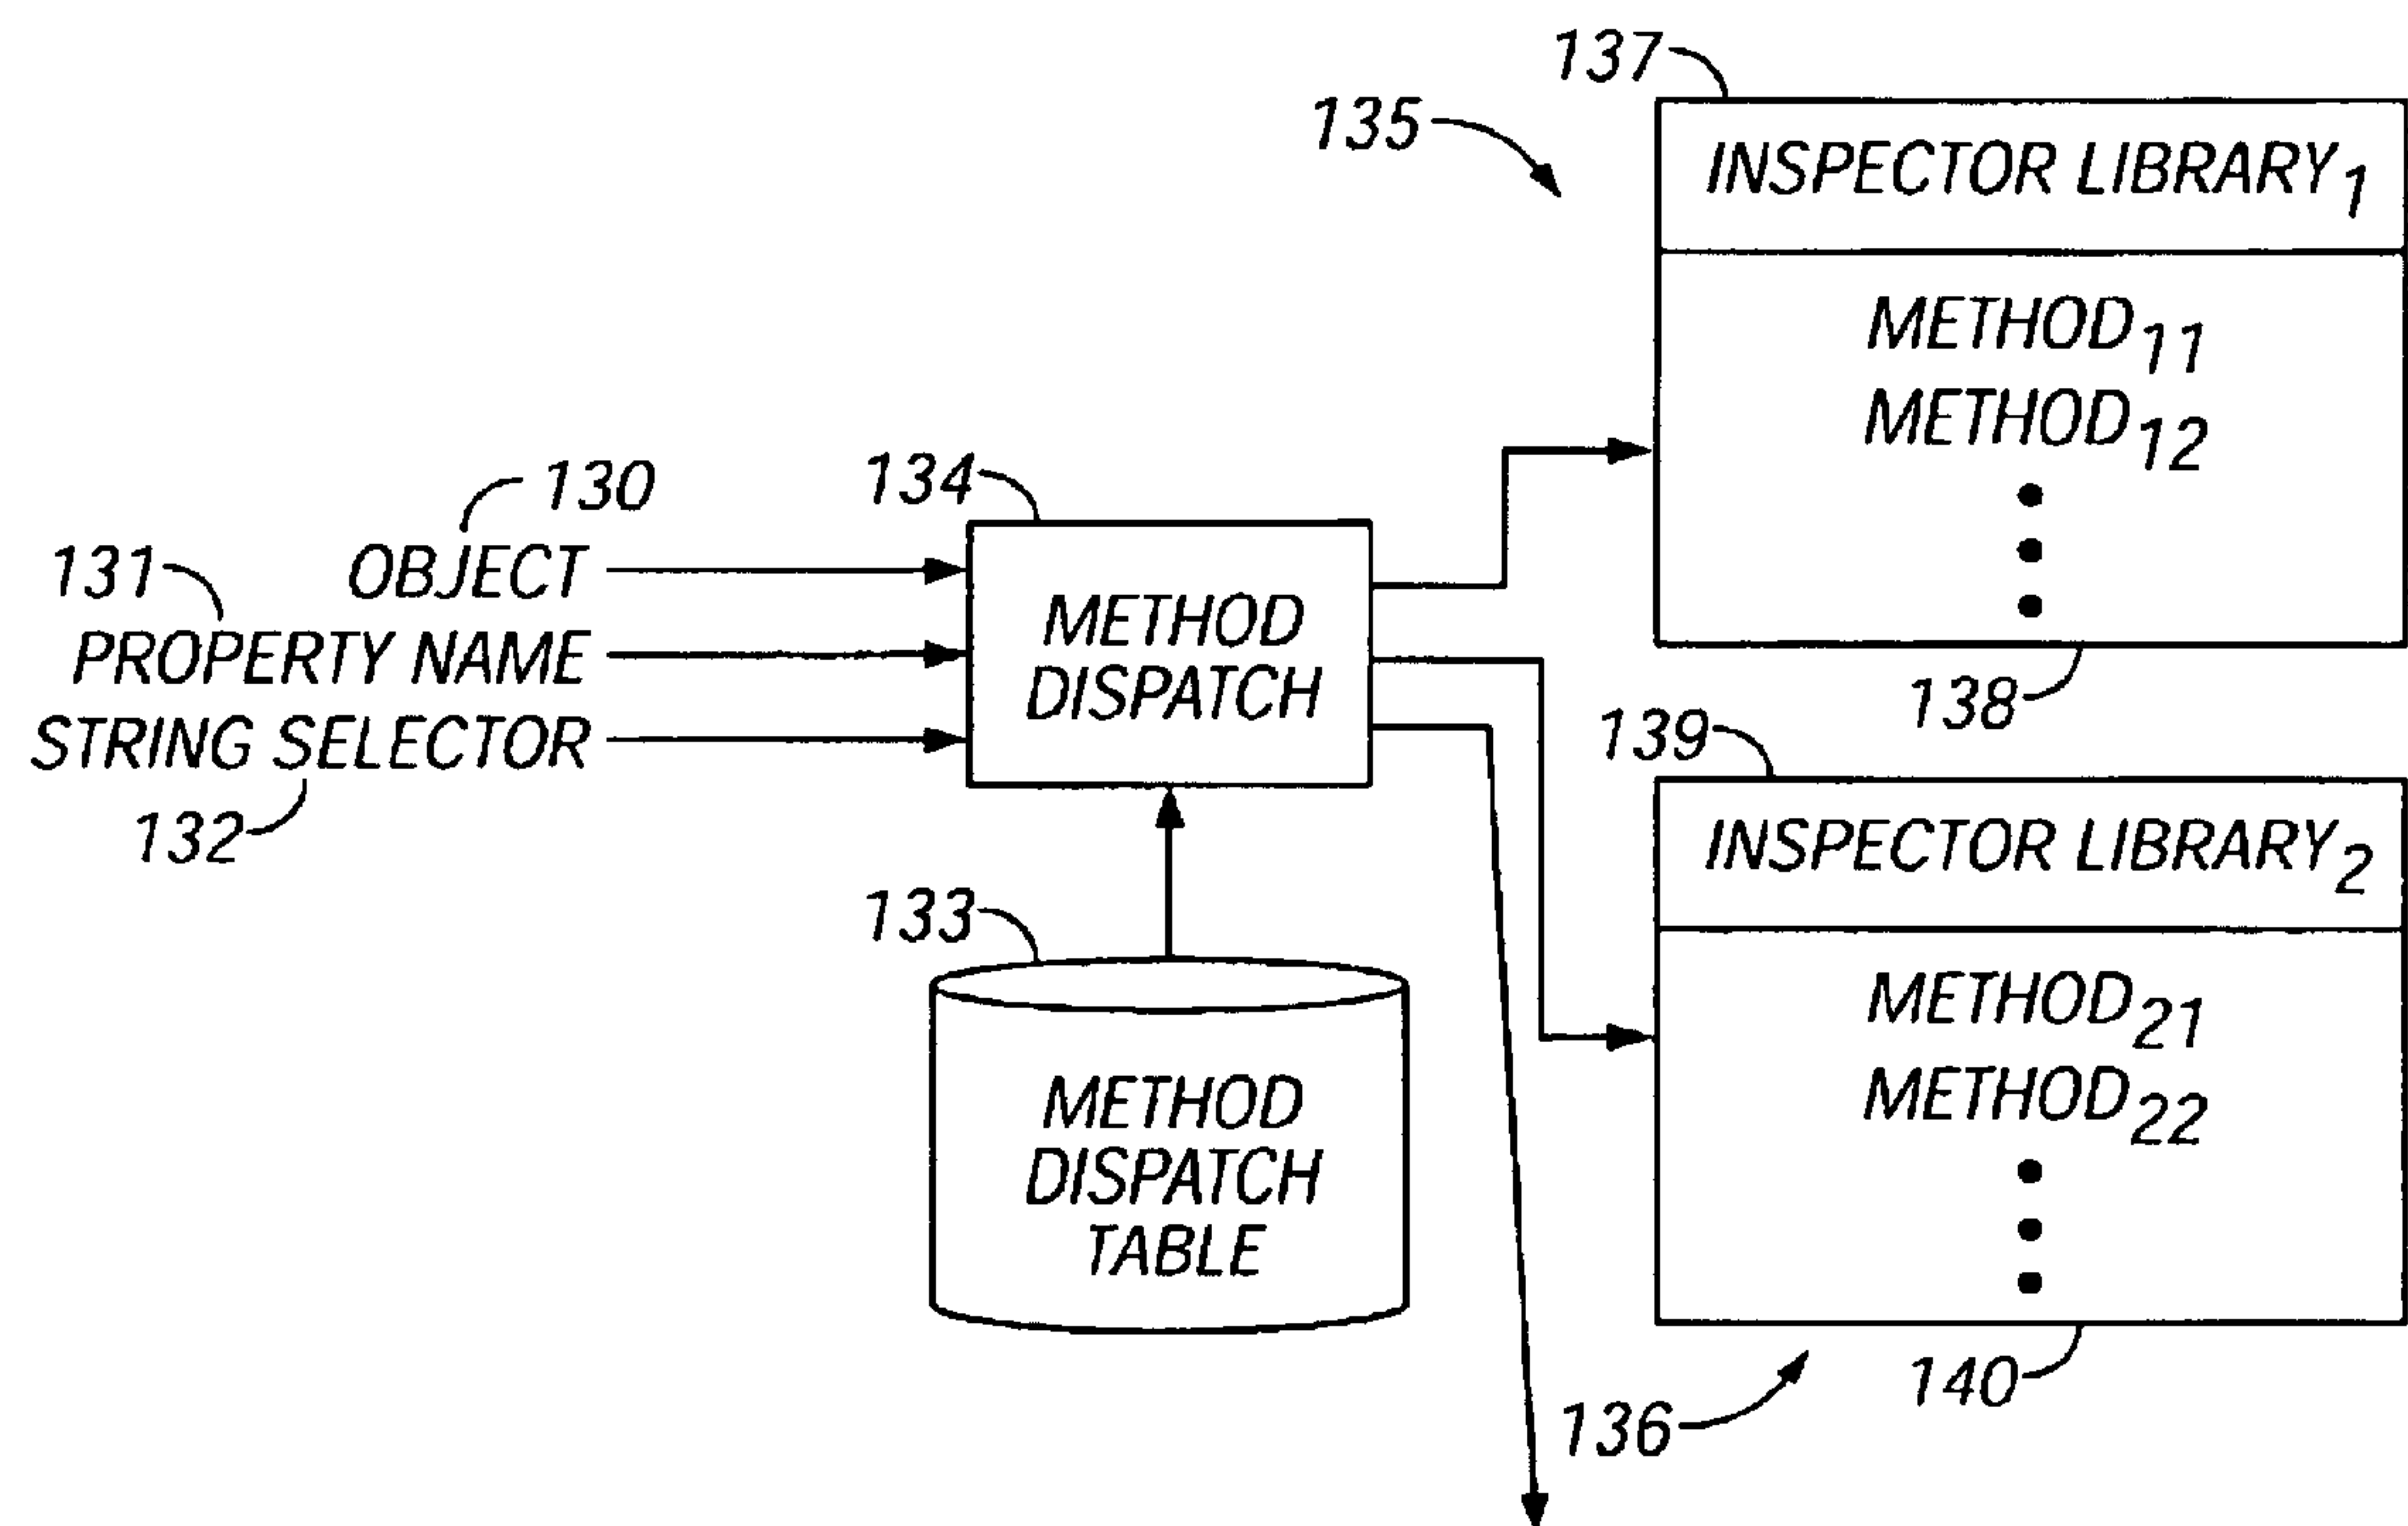 137
135
INSPECTOR LIBRARY1
METHOD11
METHOD12
130
134
131
OBJECT
PROPERTY NAME
STRING SELECTOR
132
METHOD
DISPATCH
138
139
INSPECTOR LIBRARY2
133
METHOD21
METHOD22
METHOD
DISPATCH
TABLE
140
136